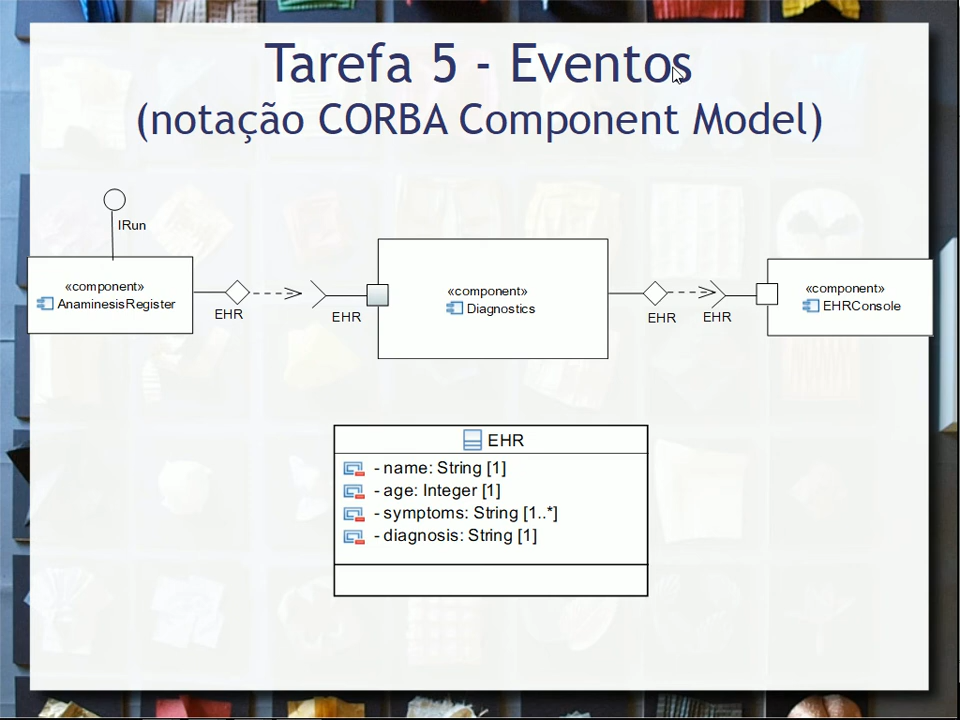 Tarefa 5 - Eventos
(notação CORBA Component Model)
IRun
«component»
AnaminesisRegister
EHR
EHR
«component»
Diagnostics
EHR
EHR
«component»
EHRConsole
EHR
- name: String [1]
- age: Integer [1]
- symptoms: String [1..*]
- diagnosis: String [1]